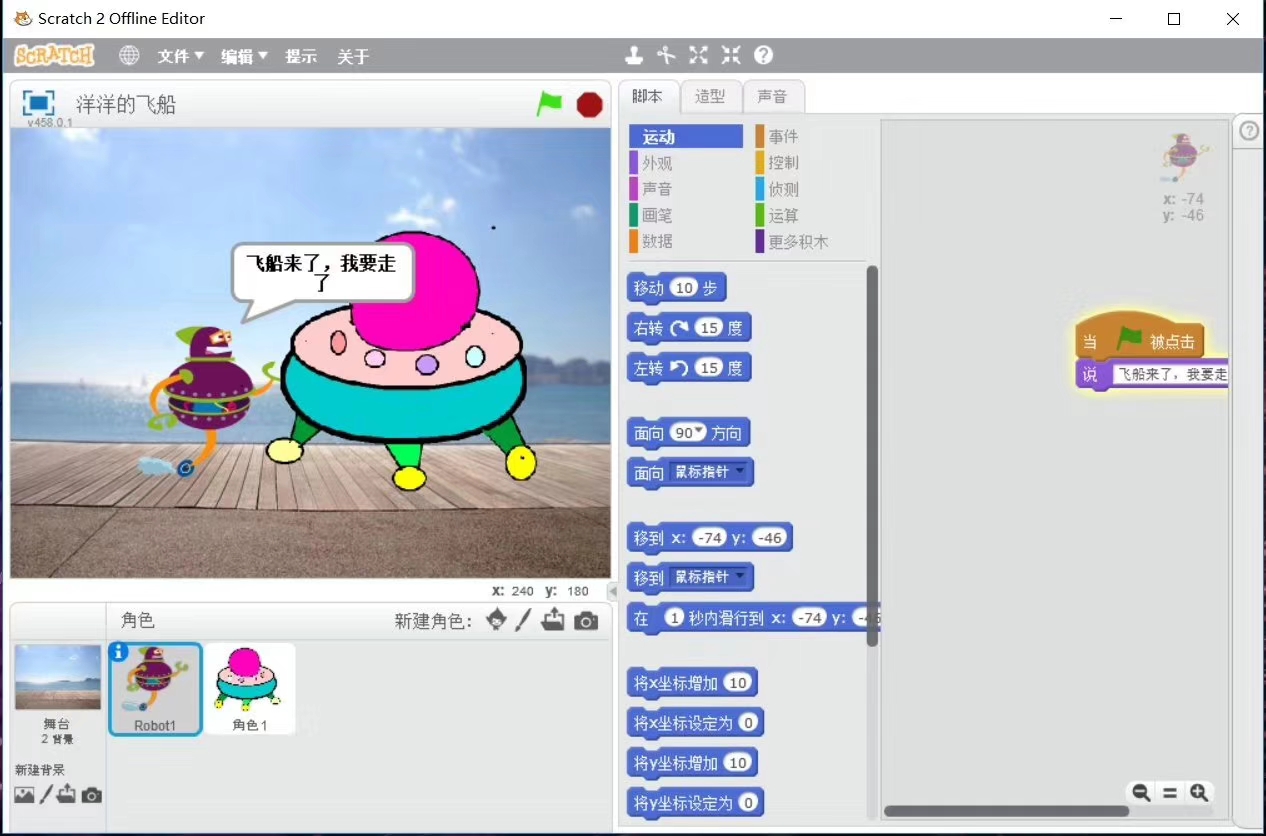 Scratch 2 Offline Editor
SCRATCH 文件 编辑 提示 关于
洋洋的飞船
v458.0.1
飞船来了，我要走
了
x: 240 y: 180
角色
新建角色：
舞台
2 背景
新建背景
Robot1
角色1
脚本 造型 声音
运动 事件
外观 控制
声音 侦测
画笔 运算
数据 更多积木
移动 10 步
右转 15 度
左转 15 度
面向 90 方向
面向 鼠标指针
移到 x: -74 y: -46
移到 鼠标指针
在 1 秒内滑行到 x: -74 y:
将x坐标增加 10
将x坐标设定为 0
将y坐标增加 10
将y坐标设定为 0
x: -74
y: -46
当 被点击
说 飞船来了，我要走